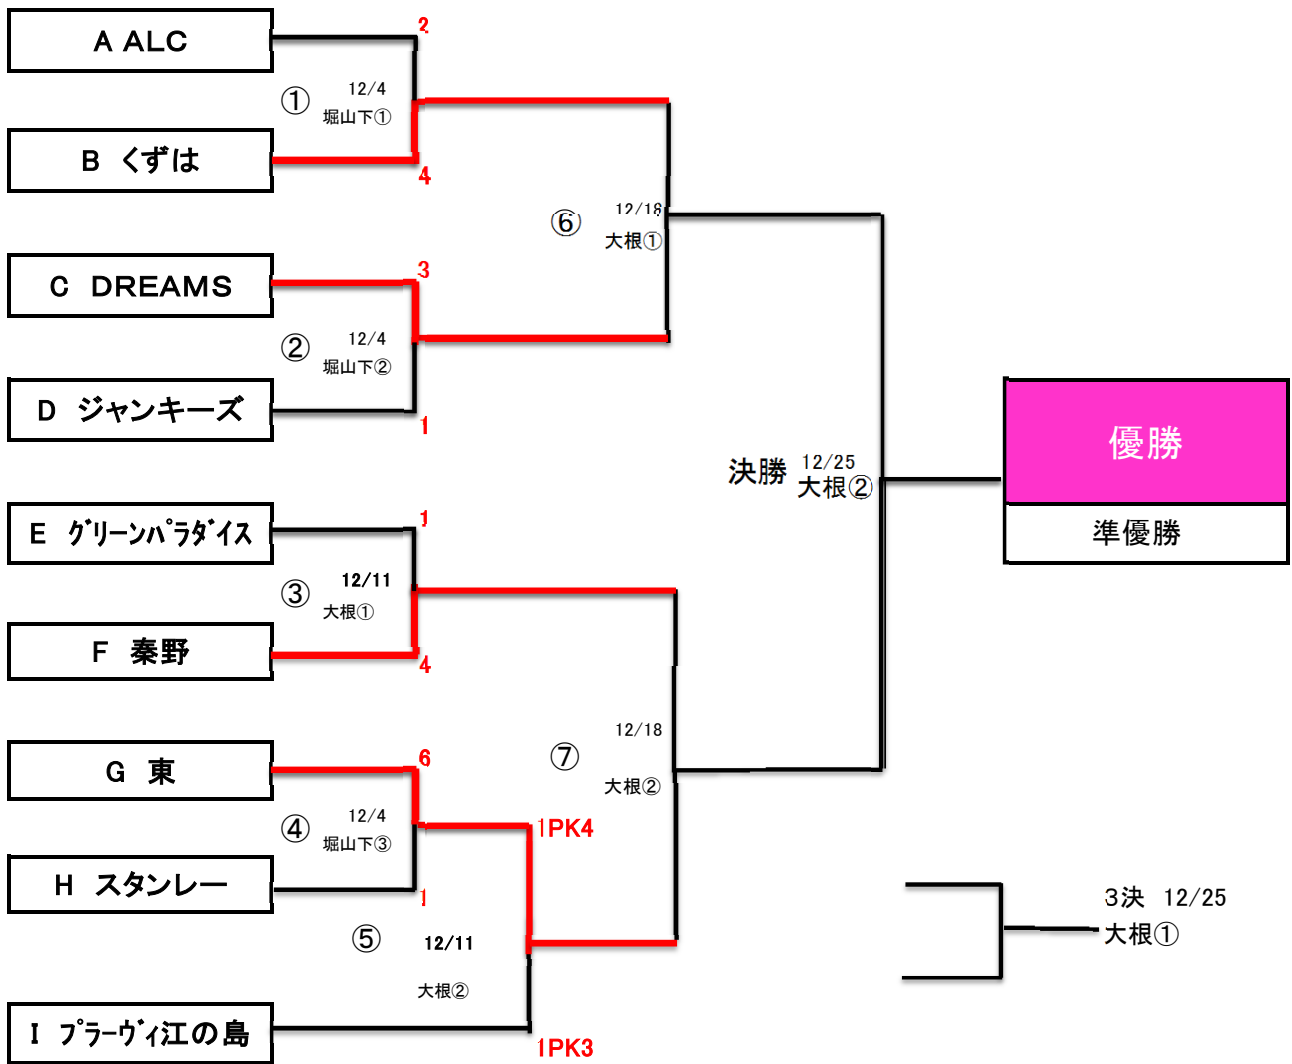 A ALC
2
①
12/4
堀山下①
B くずは
4
⑥
12/18
大根①
C DREAMS
3
②
12/4
堀山下②
D ジャンキーズ
1
決勝 12/25
大根②
優勝
準優勝
E グリーンパラダイス
1
③
12/11
大根①
F 秦野
4
⑦
12/18
大根②
G 東
6
④
12/4
堀山下③
1PK4
H スタンレー
1
⑤
12/11
大根②
I プラーヴィ江の島
1PK3
3決 12/25
大根①